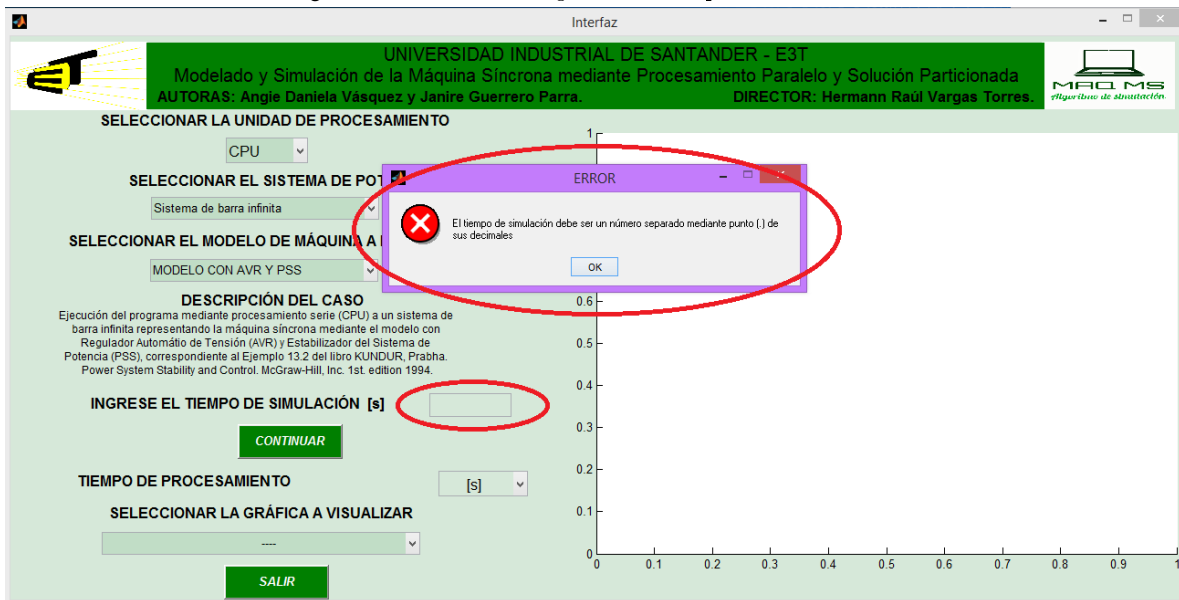 Interfaz
UNIVERSIDAD INDUSTRIAL DE SANTANDER - E3T
Modelado y Simulación de la Máquina Síncrona mediante Procesamiento Paralelo y Solución Particionada
AUTORAS: Angie Daniela Vásquez y Janire Guerrero Parra. DIRECTOR: Hermann Raúl Vargas Torres.
MAQ MS
Algoritmo de simulación
SELECCIONAR LA UNIDAD DE PROCESAMIENTO
CPU
SELECCIONAR EL SISTEMA DE POT
Sistema de barra infinita
SELECCIONAR EL MODELO DE MÁQUINA A
MODELO CON AVR Y PSS
ERROR
El tiempo de simulación debe ser un número separado mediante punto (.) de
sus decimales
OK
DESCRIPCIÓN DEL CASO
Ejecución del programa mediante procesamiento serie (CPU) a un sistema de
barra infinita representando la máquina síncrona mediante el modelo con
Regulador Automátio de Tensión (AVR) y Estabilizador del Sistema de
Potencia (PSS), correspondiente al Ejemplo 13.2 del libro KUNDUR, Prabha.
Power System Stability and Control. McGraw-Hill, Inc. 1st. edition 1994.
INGRESE EL TIEMPO DE SIMULACIÓN [s]
CONTINUAR
TIEMPO DE PROCESAMIENTO
[s]
SELECCIONAR LA GRÁFICA A VISUALIZAR
----
SALIR
1
0.6
0.5
0.4
0.3
0.2
0.1
0
0 0.1 0.2 0.3 0.4 0.5 0.6 0.7 0.8 0.9 1